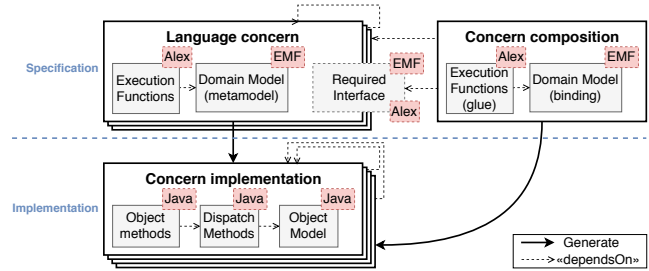 Language concern
Concern composition
Specification
Alex
EMF
EMF
Alex
EMF
Execution
Functions
Domain Model
(metamodel)
Required
Interface
Alex
Execution
Functions
(glue)
Domain Model
(binding)
Concern implementation
Implementation
Java
Java
Java
Object
methods
Dispatch
Methods
Object
Model
Generate
«dependsOn»